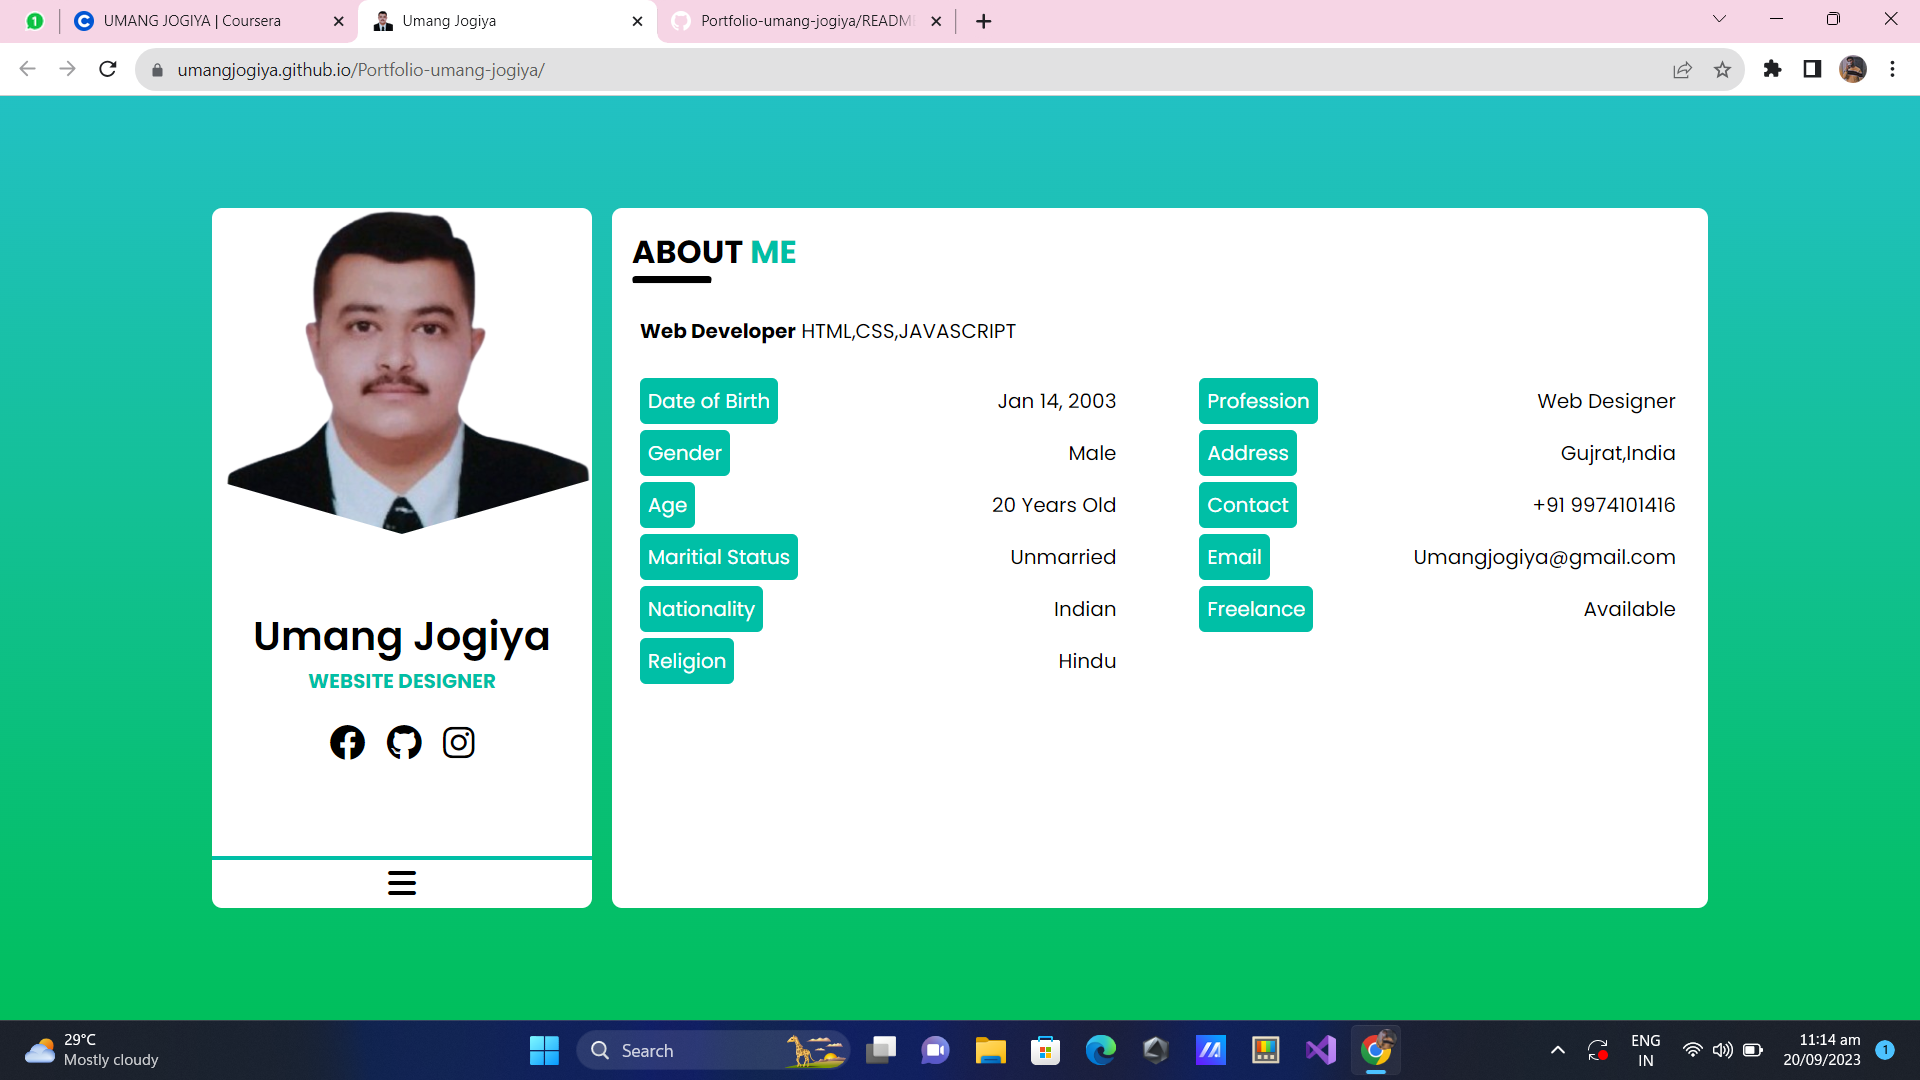 1
UMANG JOGIYA | Coursera
Umang Jogiya
Portfolio-umang-jogiya/READM
umangjogiya.github.io/Portfolio-umang-jogiya/
Umang Jogiya
WEBSITE DESIGNER
ABOUT ME
Web Developer HTML,CSS,JAVASCRIPT
Date of Birth Jan 14, 2003
Gender Male
Age 20 Years Old
Maritial Status Unmarried
Nationality Indian
Religion Hindu
Profession Web Designer
Address Gujrat,India
Contact +91 9974101416
Email Umangjogiya@gmail.com
Freelance Available
29°C
Mostly cloudy
Search
ENG
IN
11:14 am
20/09/2023
1